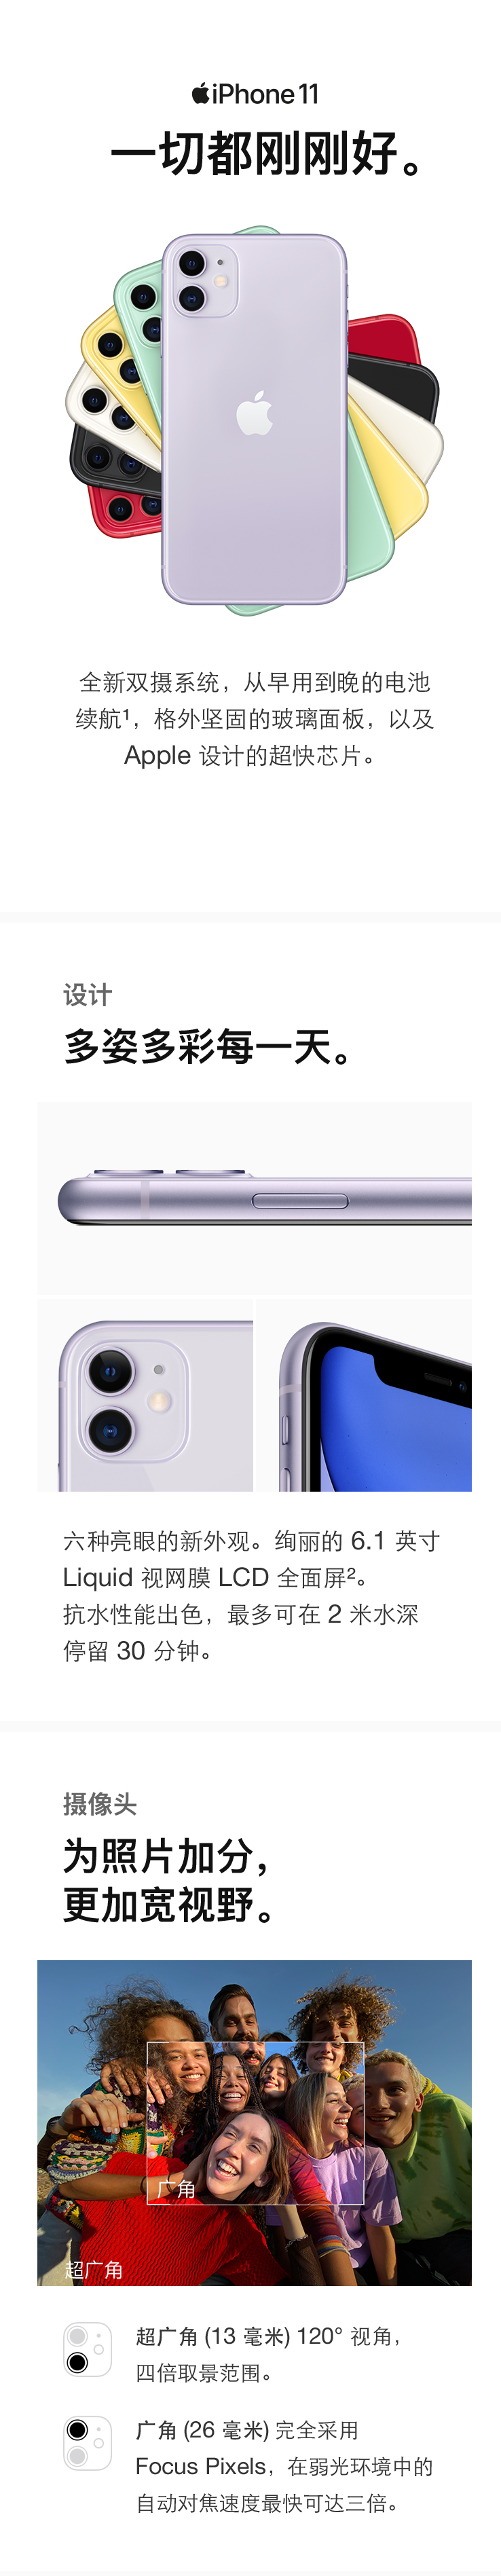 iPhone 11
一切都刚刚好。
全新双摄系统，从早用到晚的电池
续航¹，格外坚固的玻璃面板，以及
Apple 设计的超快芯片。
设计
多姿多彩每一天。
六种亮眼的新外观。绚丽的 6.1 英寸
Liquid 视网膜 LCD 全面屏²。
抗水性能出色，最多可在 2 米水深
停留 30 分钟。
摄像头
为照片加分，
更加宽视野。
广角
超广角
超广角 (13 毫米) 120° 视角，
四倍取景范围。
广角 (26 毫米) 完全采用
Focus Pixels，在弱光环境中的
自动对焦速度最快可达三倍。